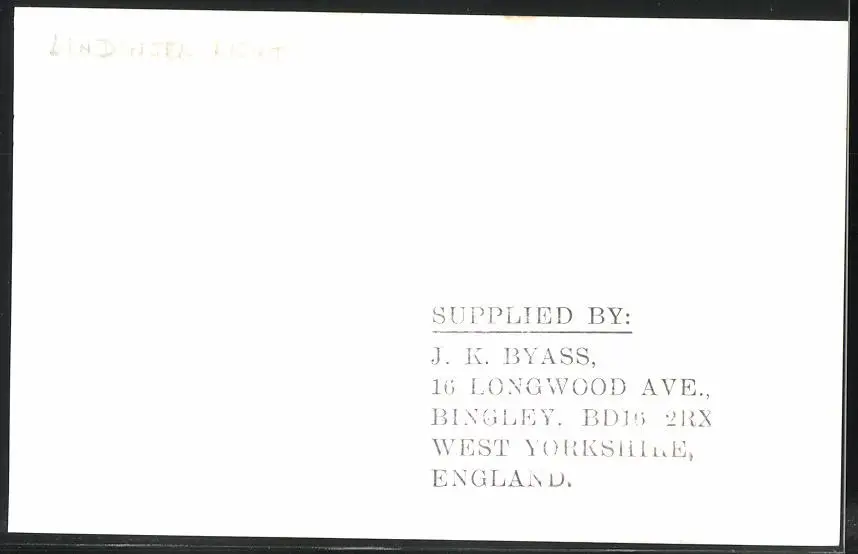 SUPPLIED BY:
J. K. BYASS,
16 LONGWOOD AVE.,
BINGLEY. BD16 2RX
WEST YORKSHIRE,
ENGLAND.